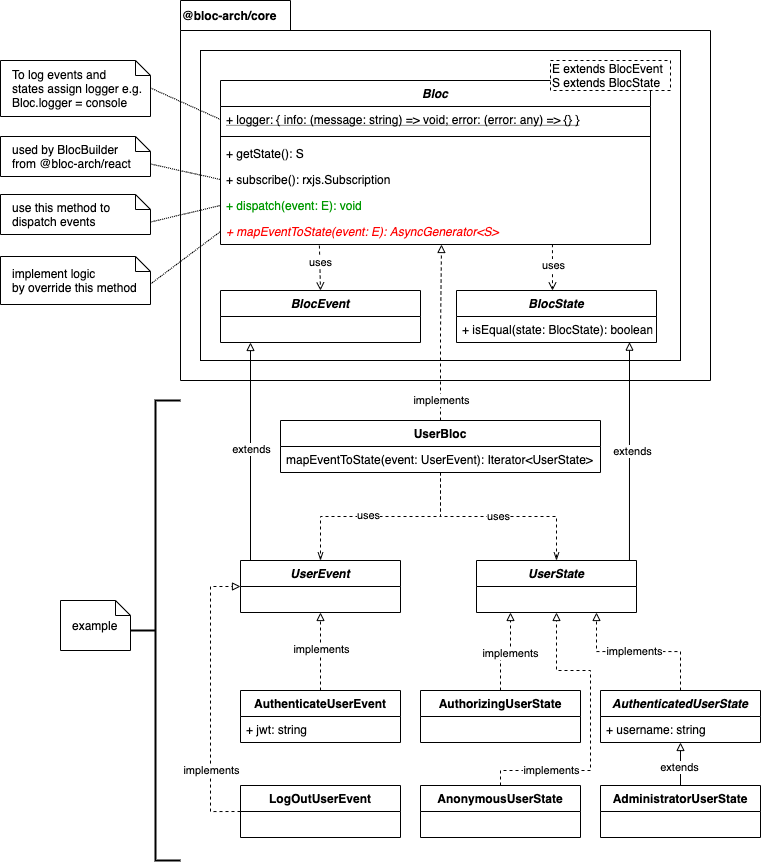 @bloc-arch/core
To log events and
states assign logger e.g.
Bloc.logger = console
E extends BlocEvent
S extends BlocState
Bloc
+ logger: { info: (message: string) => void; error: (error: any) => {} }
used by BlocBuilder
from @bloc-arch/react
+ getState(): S
+ subscribe(): rxjs.Subscription
use this method to
dispatch events
+ dispatch(event: E): void
+ mapEventToState(event: E): AsyncGenerator<S>
implement logic
by override this method
uses
uses
BlocEvent
BlocState
+ isEqual(state: BlocState): boolean
implements
extends
extends
UserBloc
mapEventToState(event: UserEvent): Iterator<UserState>
uses
uses
UserEvent
UserState
example
implements
implements
implements
AuthenticateUserEvent
+ jwt: string
AuthorizingUserState
AuthenticatedUserState
+ username: string
implements
implements
extends
LogOutUserEvent
AnonymousUserState
AdministratorUserState